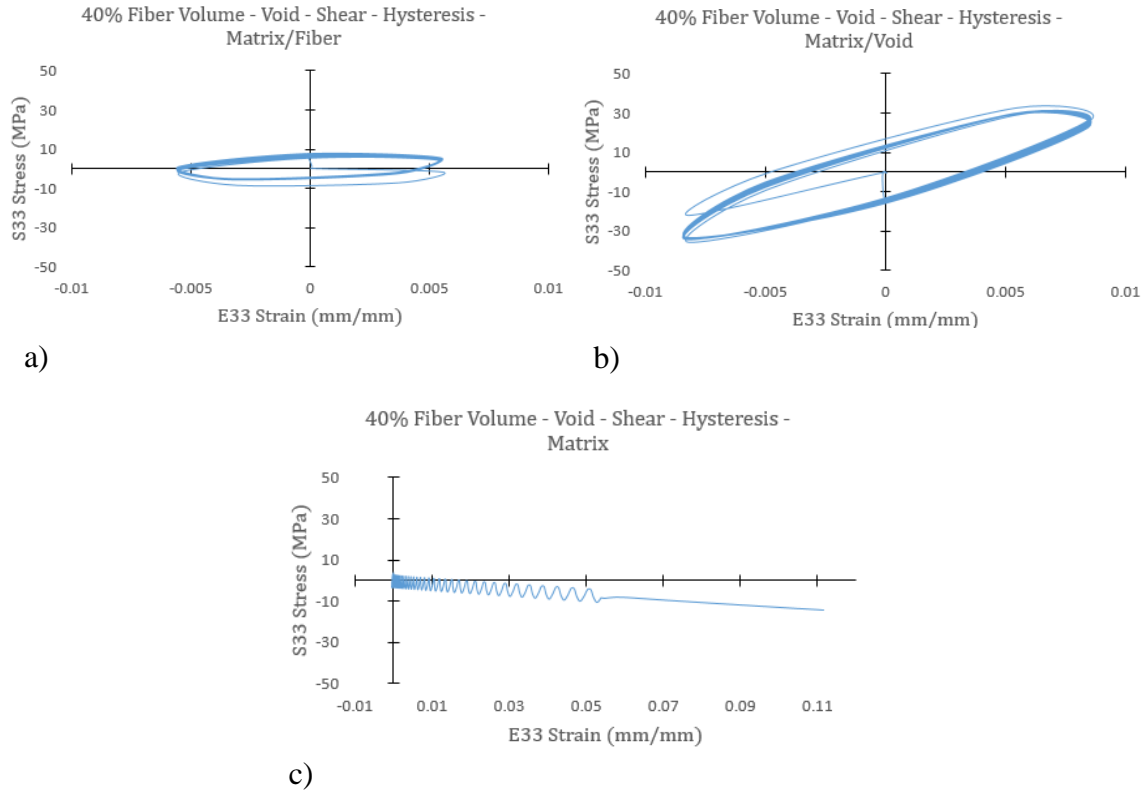 40% Fiber Volume - Void - Shear - Hysteresis -
Matrix/Fiber
50
30
10
-10
-30
-50
S33 Stress (MPa)
-0.01 -0.005 0 0.005 0.01
E33 Strain (mm/mm)
a)
40% Fiber Volume - Void - Shear - Hysteresis -
Matrix/Void
50
30
10
-10
-30
-50
S33 Stress (MPa)
-0.01 -0.005 0 0.005 0.01
E33 Strain (mm/mm)
b)
40% Fiber Volume - Void - Shear - Hysteresis -
Matrix
50
30
10
-10
-30
-50
S33 Stress (MPa)
-0.01 0.01 0.03 0.05 0.07 0.09 0.11
E33 Strain (mm/mm)
c)